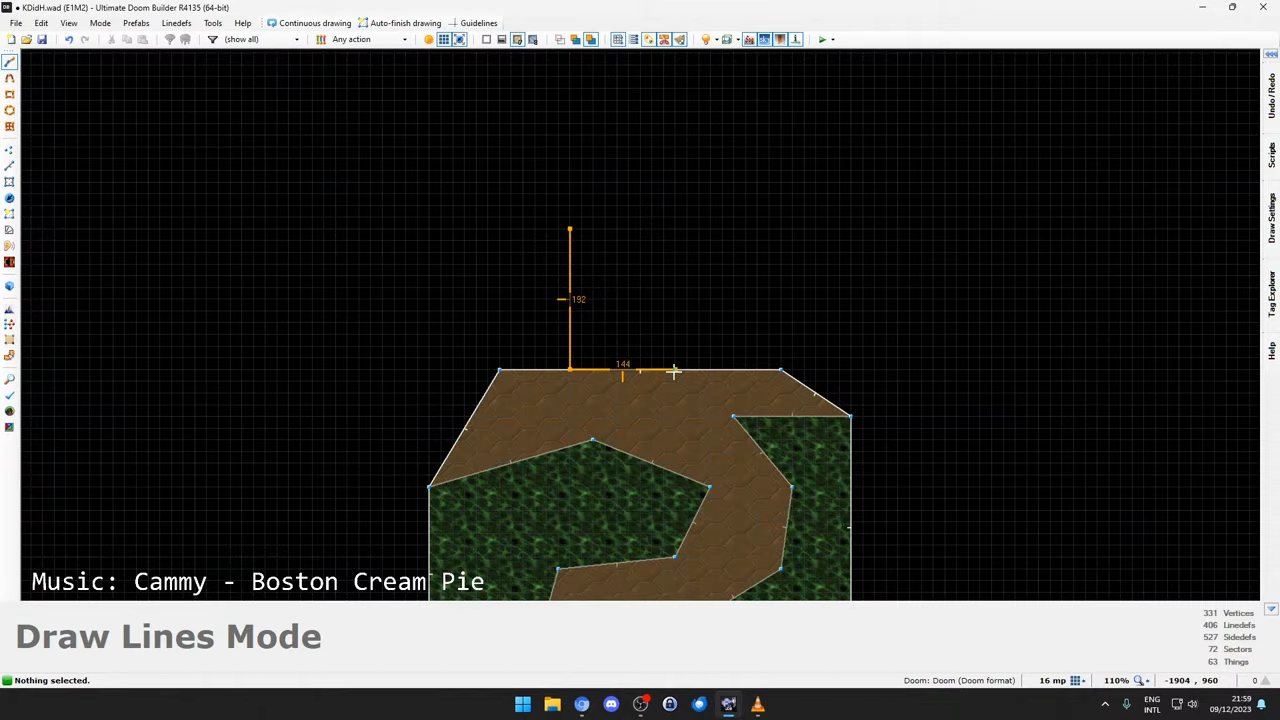 KDidH.wad (E1M2) - Ultimate Doom Builder R4135 (64-bit)
File Edit View Mode Prefabs Linedefs Tools Help Continuous drawing Auto-finish drawing Guidelines
(show all) Any action
Undo / Redo
Scripts
Draw Settings
Tag Explorer
Help
192
144
Music: Cammy - Boston Cream Pie
Draw Lines Mode
331 Vertices
406 Linedefs
527 Sidedefs
72 Sectors
63 Things
Nothing selected.
Doom: Doom (Doom format) 16 mp 110% -1904 , 960 0
ENG
INTL
21:59
09/12/2023